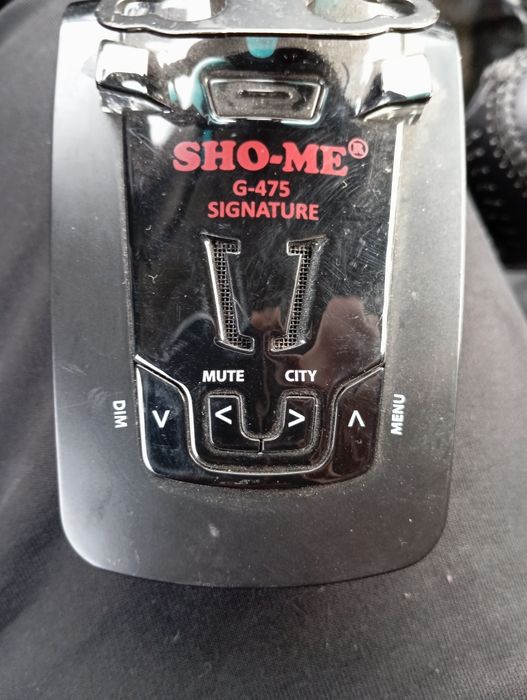 SHO-ME®
G-475
SIGNATURE
MUTE CITY
DIM
MENU